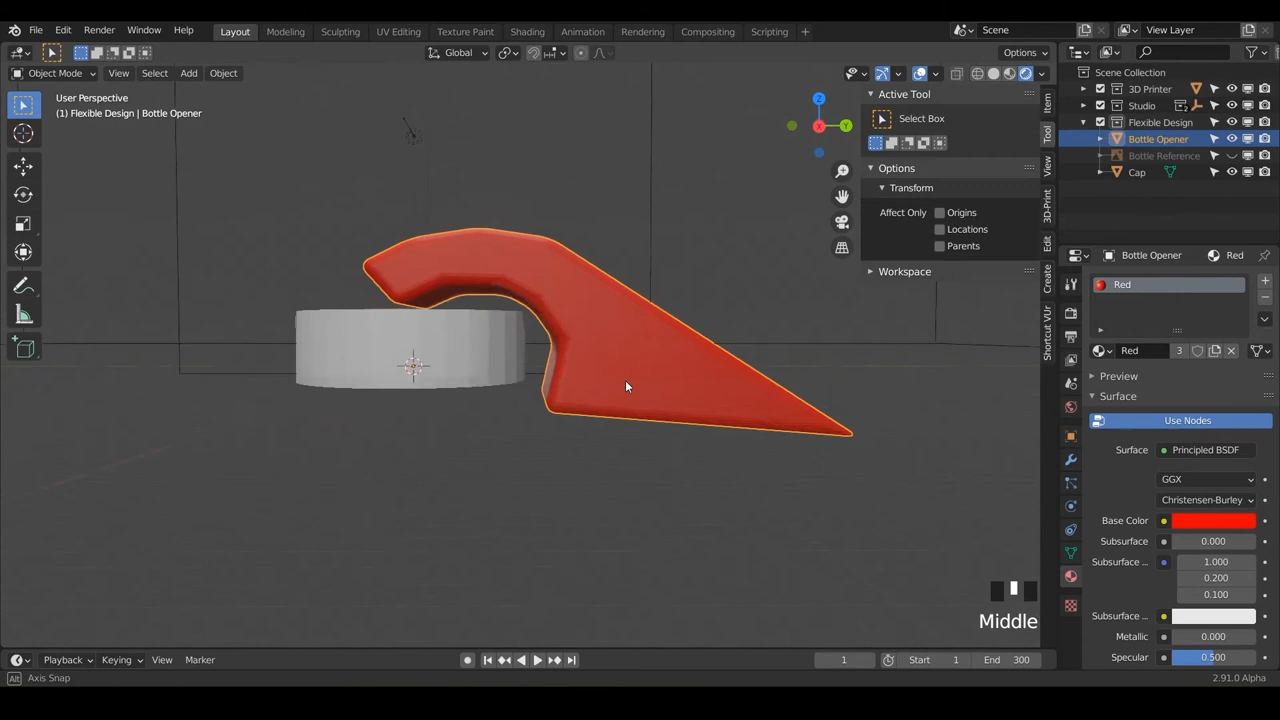 File Edit Render Window Help Layout Modeling Sculpting UV Editing Texture Paint Shading Animation Rendering Compositing Scripting + Scene View Layer
Global Options
Object Mode View Select Add Object
User Perspective
(1) Flexible Design | Bottle Opener
Z
X
Y
Active Tool
Select Box
Options
Transform
Affect Only Origins
Locations
Parents
Workspace
Item
Tool
View
3D-Print
Edit
Create
Shortcut VUr
Scene Collection
3D Printer
Studio 2
Flexible Design
Bottle Opener
Bottle Reference
Cap
Bottle Opener Red
Red
Red 3
Preview
Surface
Use Nodes
Surface Principled BSDF
GGX
Christensen-Burley
Base Color
Subsurface 0.000
Subsurface ... 1.000
0.200
0.100
Subsurface ...
Metallic 0.000
Specular 0.500
Middle
Playback Keying View Marker 1 Start 1 End 300
Alt Axis Snap 2.91.0 Alpha